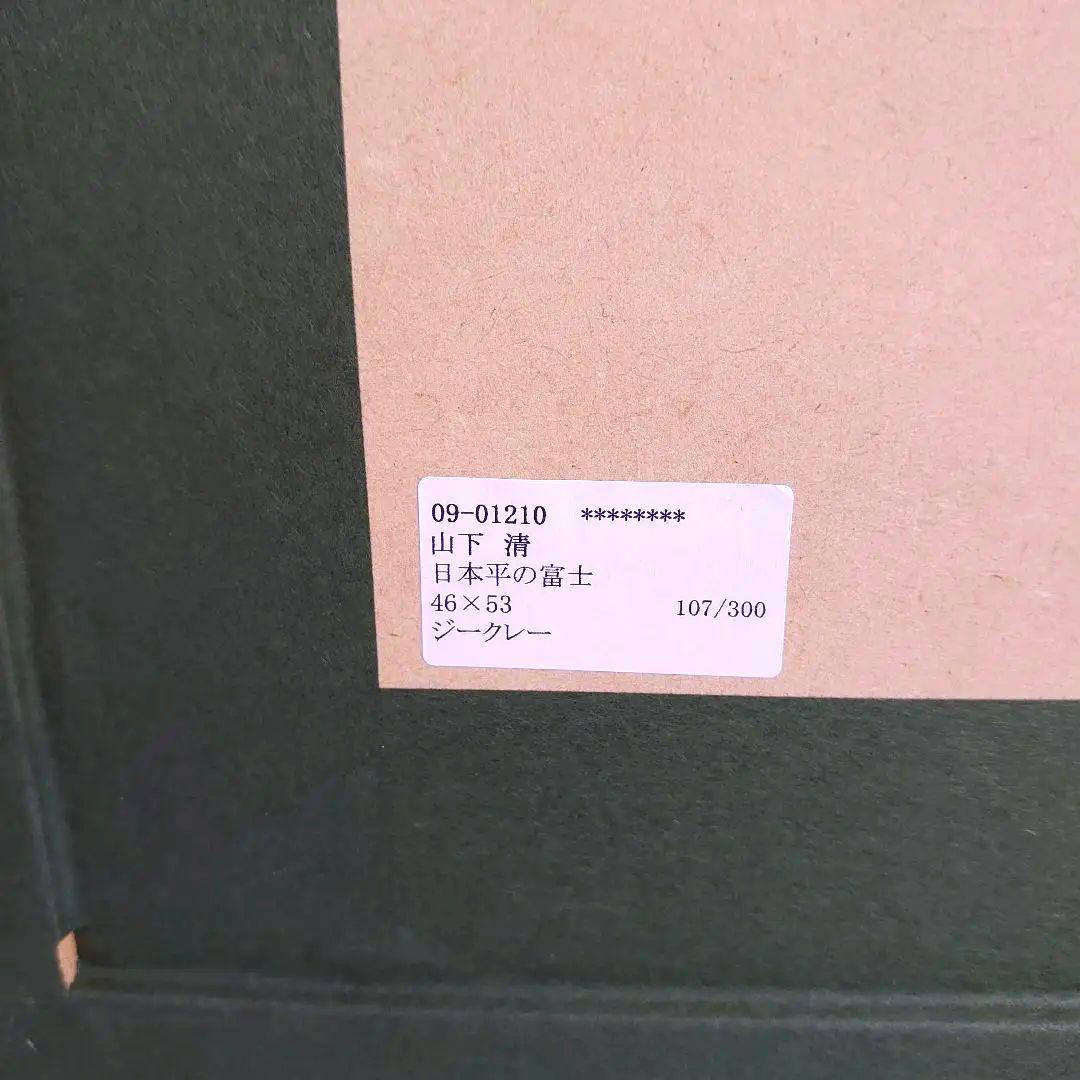 09-01210 ********
山下 清
日本平の富士
46×53 107/300
ジークレー